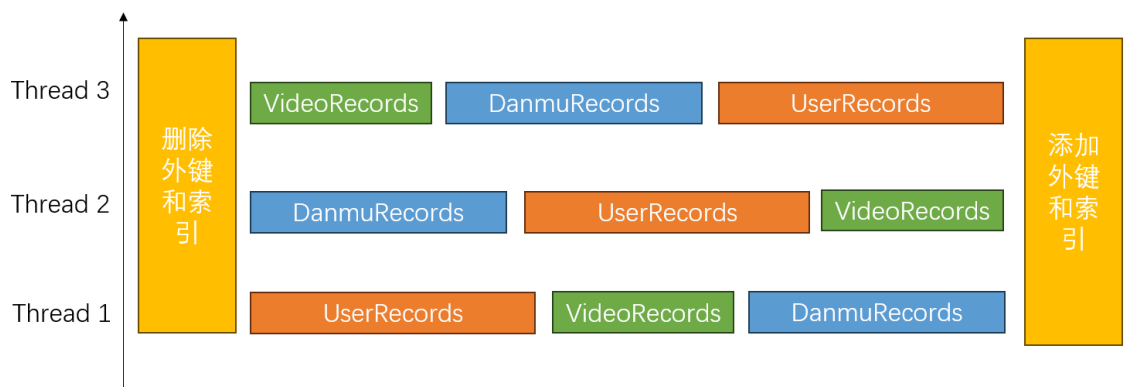 删除
外键
和索
引
Thread 3
VideoRecords
DanmuRecords
UserRecords
Thread 2
DanmuRecords
UserRecords
VideoRecords
Thread 1
UserRecords
VideoRecords
DanmuRecords
添加
外键
和索
引